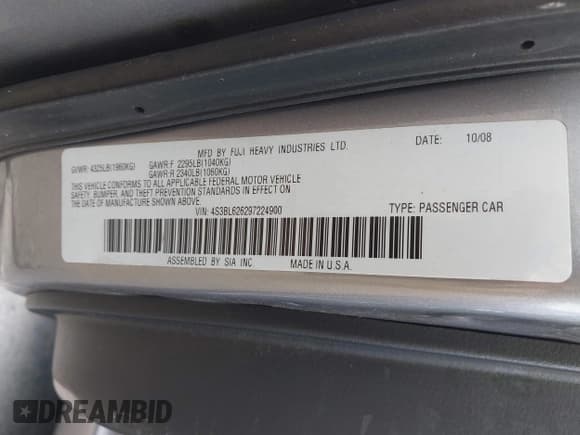 MFD BY FUJI HEAVY INDUSTRIES LTD. DATE: 10/08
GVWR: 4325LB(1960KG) GAWR:F 2295LB(1040KG)
GAWR:R 2340LB(1060KG)
THIS VEHICLE CONFORMS TO ALL APPLICABLE FEDERAL MOTOR VEHICLE
SAFETY, BUMPER, AND THEFT PREVENTION STANDARDS IN EFFECT ON
THE DATE OF MANUFACTURE SHOWN ABOVE.
VIN: 4S3BL626297224900 TYPE: PASSENGER CAR
ASSEMBLED BY SIA INC. MADE IN U.S.A.
DREAMBID